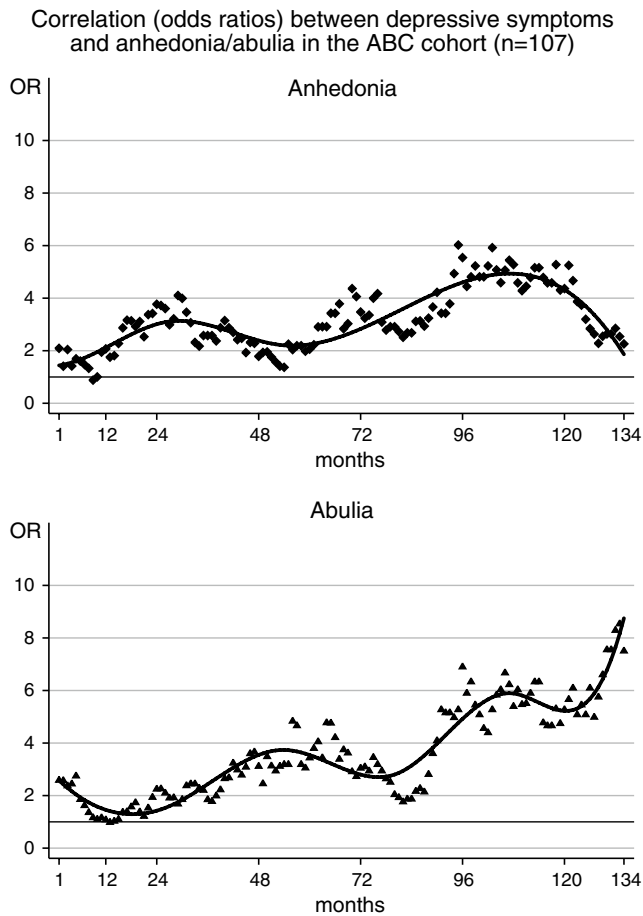 Correlation (odds ratios) between depressive symptoms
and anhedonia/abulia in the ABC cohort (n=107)
OR
Anhedonia
10
8
6
4
2
0
1 12 24 48 72 96 120 134
months
Abulia
OR
10
8
6
4
2
0
1 12 24 48 72 96 120 134
months